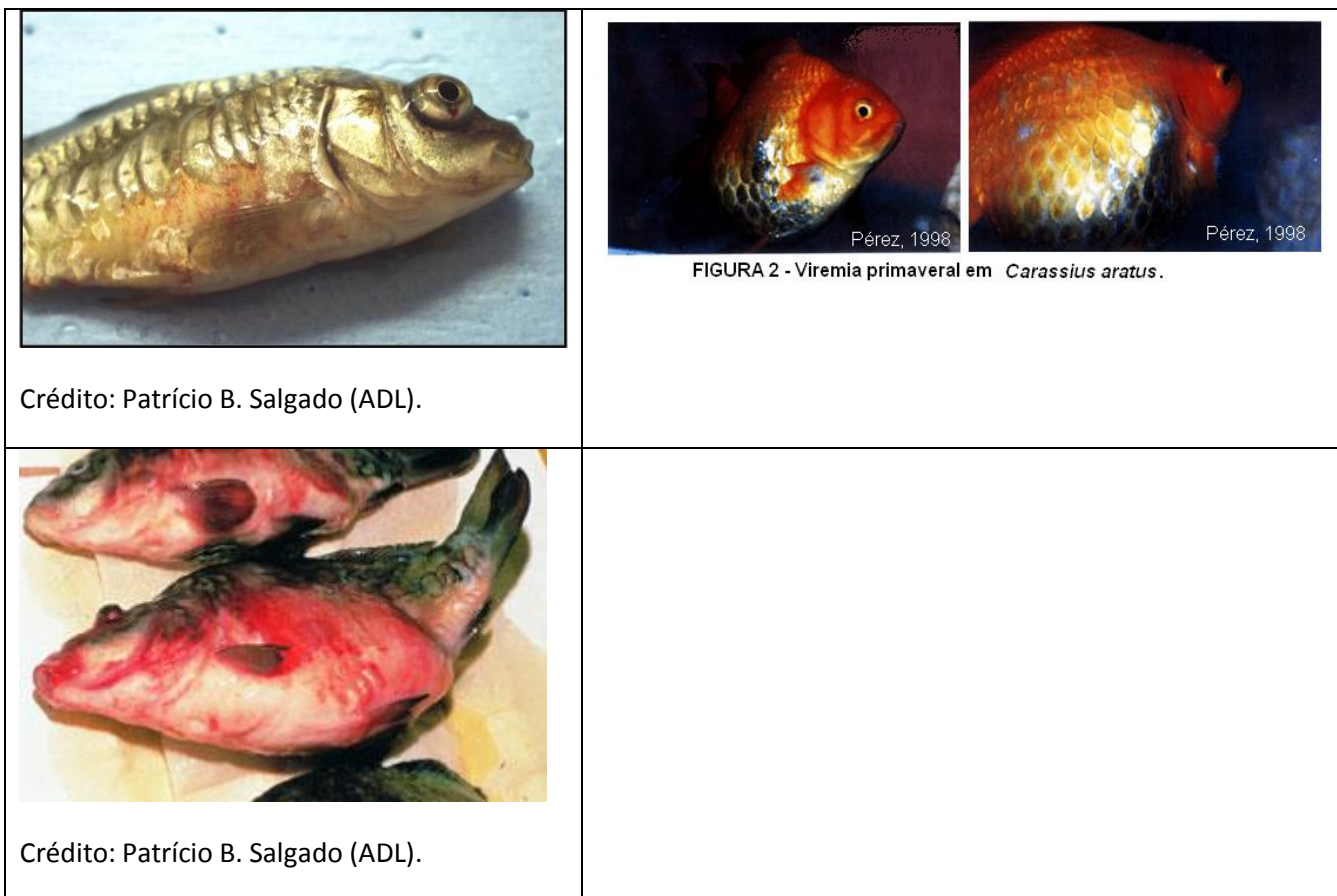 Crédito: Patrício B. Salgado (ADL).
Pérez, 1998
Pérez, 1998
FIGURA 2 - Viremia primaveral em Carassius aratus.
Crédito: Patrício B. Salgado (ADL).